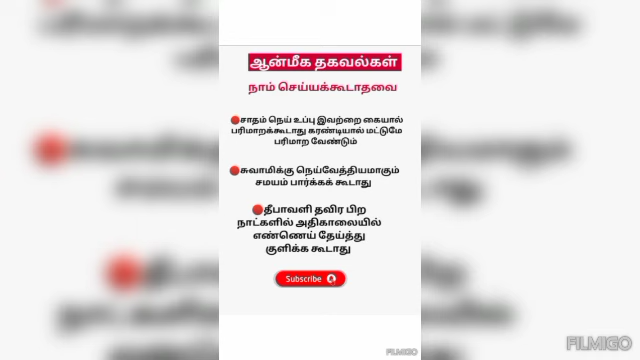 ஆன்மீக தகவல்கள்
நாம் செய்யக்கூடாதவை
🔴சாதம் நெய் உப்பு இவற்றை கையால்
பரிமாறக்கூடாது கரண்டியால் மட்டுமே
பரிமாற வேண்டும்
🔴சுவாமிக்கு நெய்வேத்தியமாகும்
சமயம் பார்க்கக் கூடாது
🔴தீபாவளி தவிர பிற
நாட்களில் அதிகாலையில்
எண்ணெய் தேய்த்து
குளிக்க கூடாது
Subscribe
FILMIGO
FILMIGO